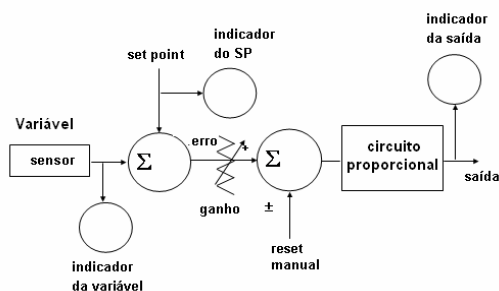 indicador
da saída
indicador
do SP
set point
Variável
sensor
Σ
.erro
Σ
circuito
proporcional
saída
ganho
±
reset
manual
indicador
da variável